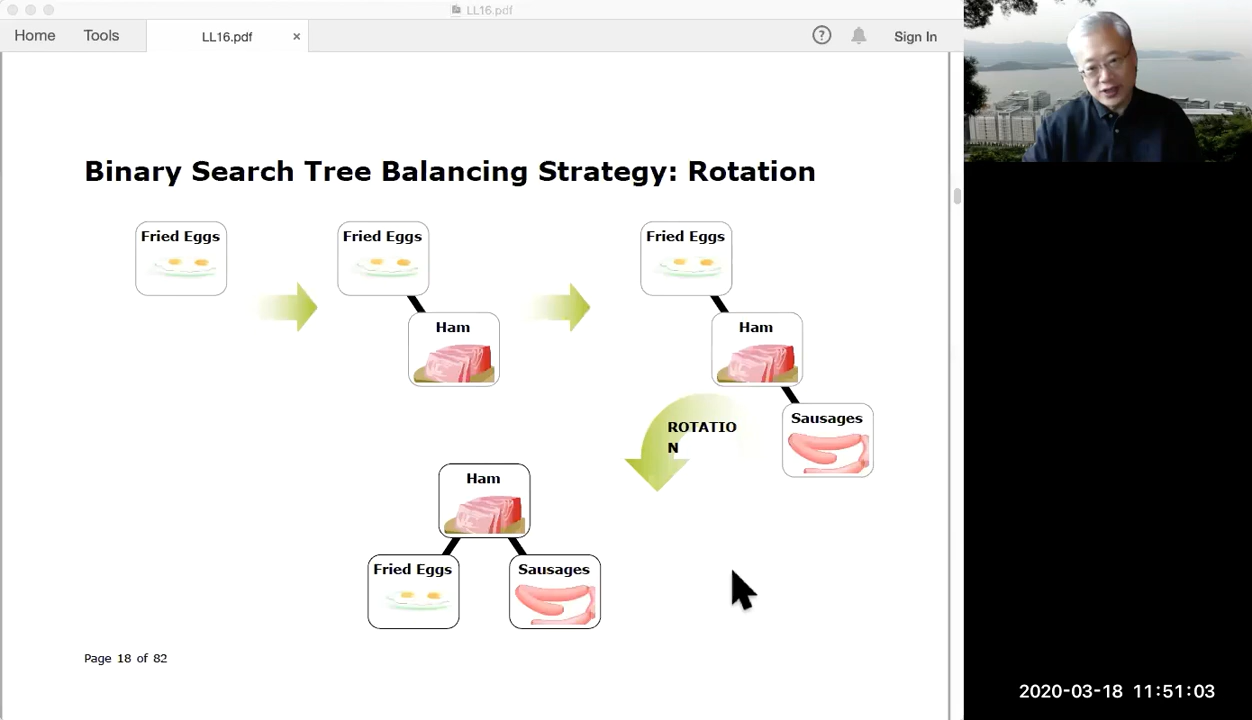 LL16.pdf
Home
Tools
LL16.pdf
×
?
Sign In
Binary Search Tree Balancing Strategy: Rotation
Fried Eggs
Fried Eggs
Fried Eggs
Ham
Ham
Sausages
ROTATIO
N
Ham
Fried Eggs
Sausages
Page 18 of 82
2020-03-18 11:51:03